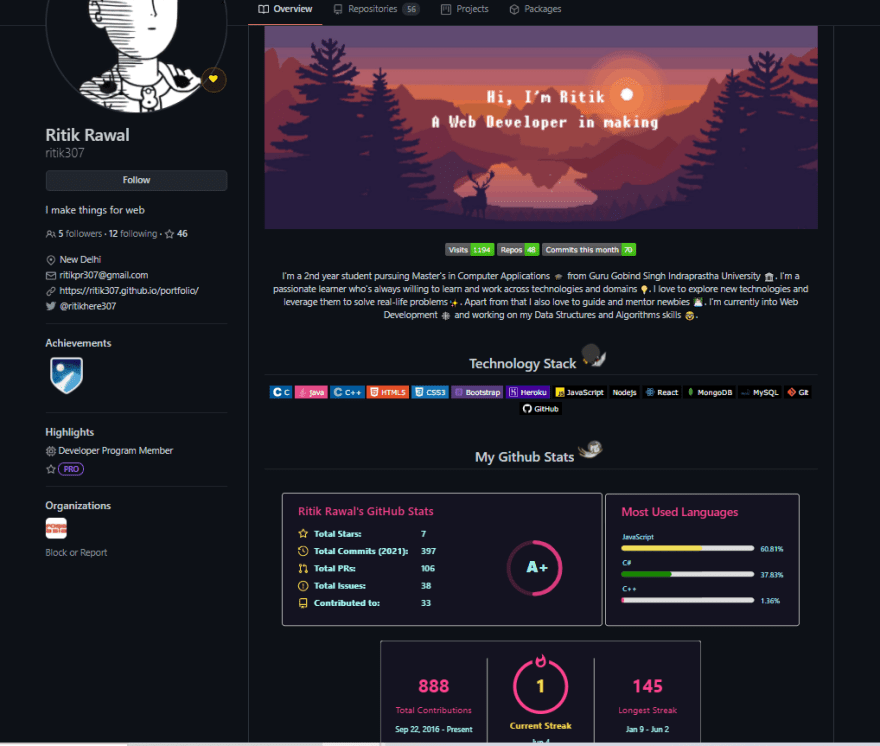 Overview Repositories 56 Projects Packages
Hi, I'm Ritik
A Web Developer in making
Ritik Rawal
ritik307
Follow
I make things for web
5 followers · 12 following · 46
New Delhi
ritikpr307@gmail.com
https://ritik307.github.io/portfolio/
@ritikhere307
Achievements
Highlights
Developer Program Member
PRO
Organizations
Block or Report
Visits 1194 Repos 48 Commits this month 70
I'm a 2nd year student pursuing Master's in Computer Applications 🎓 from Guru Gobind Singh Indraprastha University 🏛. I'm a
passionate learner who's always willing to learn and work across technologies and domains 💡. I love to explore new technologies and
leverage them to solve real-life problems ✨. Apart from that I also love to guide and mentor newbies 👨🏻‍🏫. I'm currently into Web
Development 🕸 and working on my Data Structures and Algorithms skills 🤓.
Technology Stack
C Java C++ HTML5 CSS3 Bootstrap Heroku JavaScript Nodejs React MongoDB MySQL Git
GitHub
My Github Stats
Ritik Rawal's GitHub Stats
Total Stars: 7
Total Commits (2021): 397
Total PRs: 106
Total Issues: 38
Contributed to: 33
A+
Most Used Languages
JavaScript
60.81%
C#
37.83%
C++
1.36%
888
Total Contributions
Sep 22, 2016 - Present
1
Current Streak
145
Longest Streak
Jan 9 - Jun 2